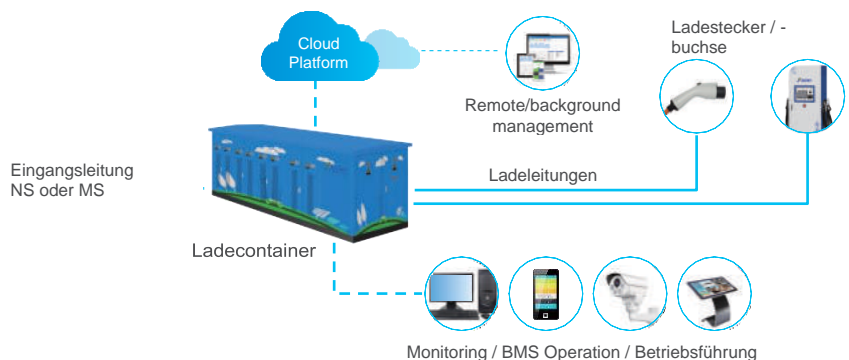 Cloud
Platform
Ladestecker / -
buchse
Remote/background
management
Eingangsleitung
NS oder MS
Ladeleitungen
Ladecontainer
Monitoring / BMS Operation / Betriebsführung